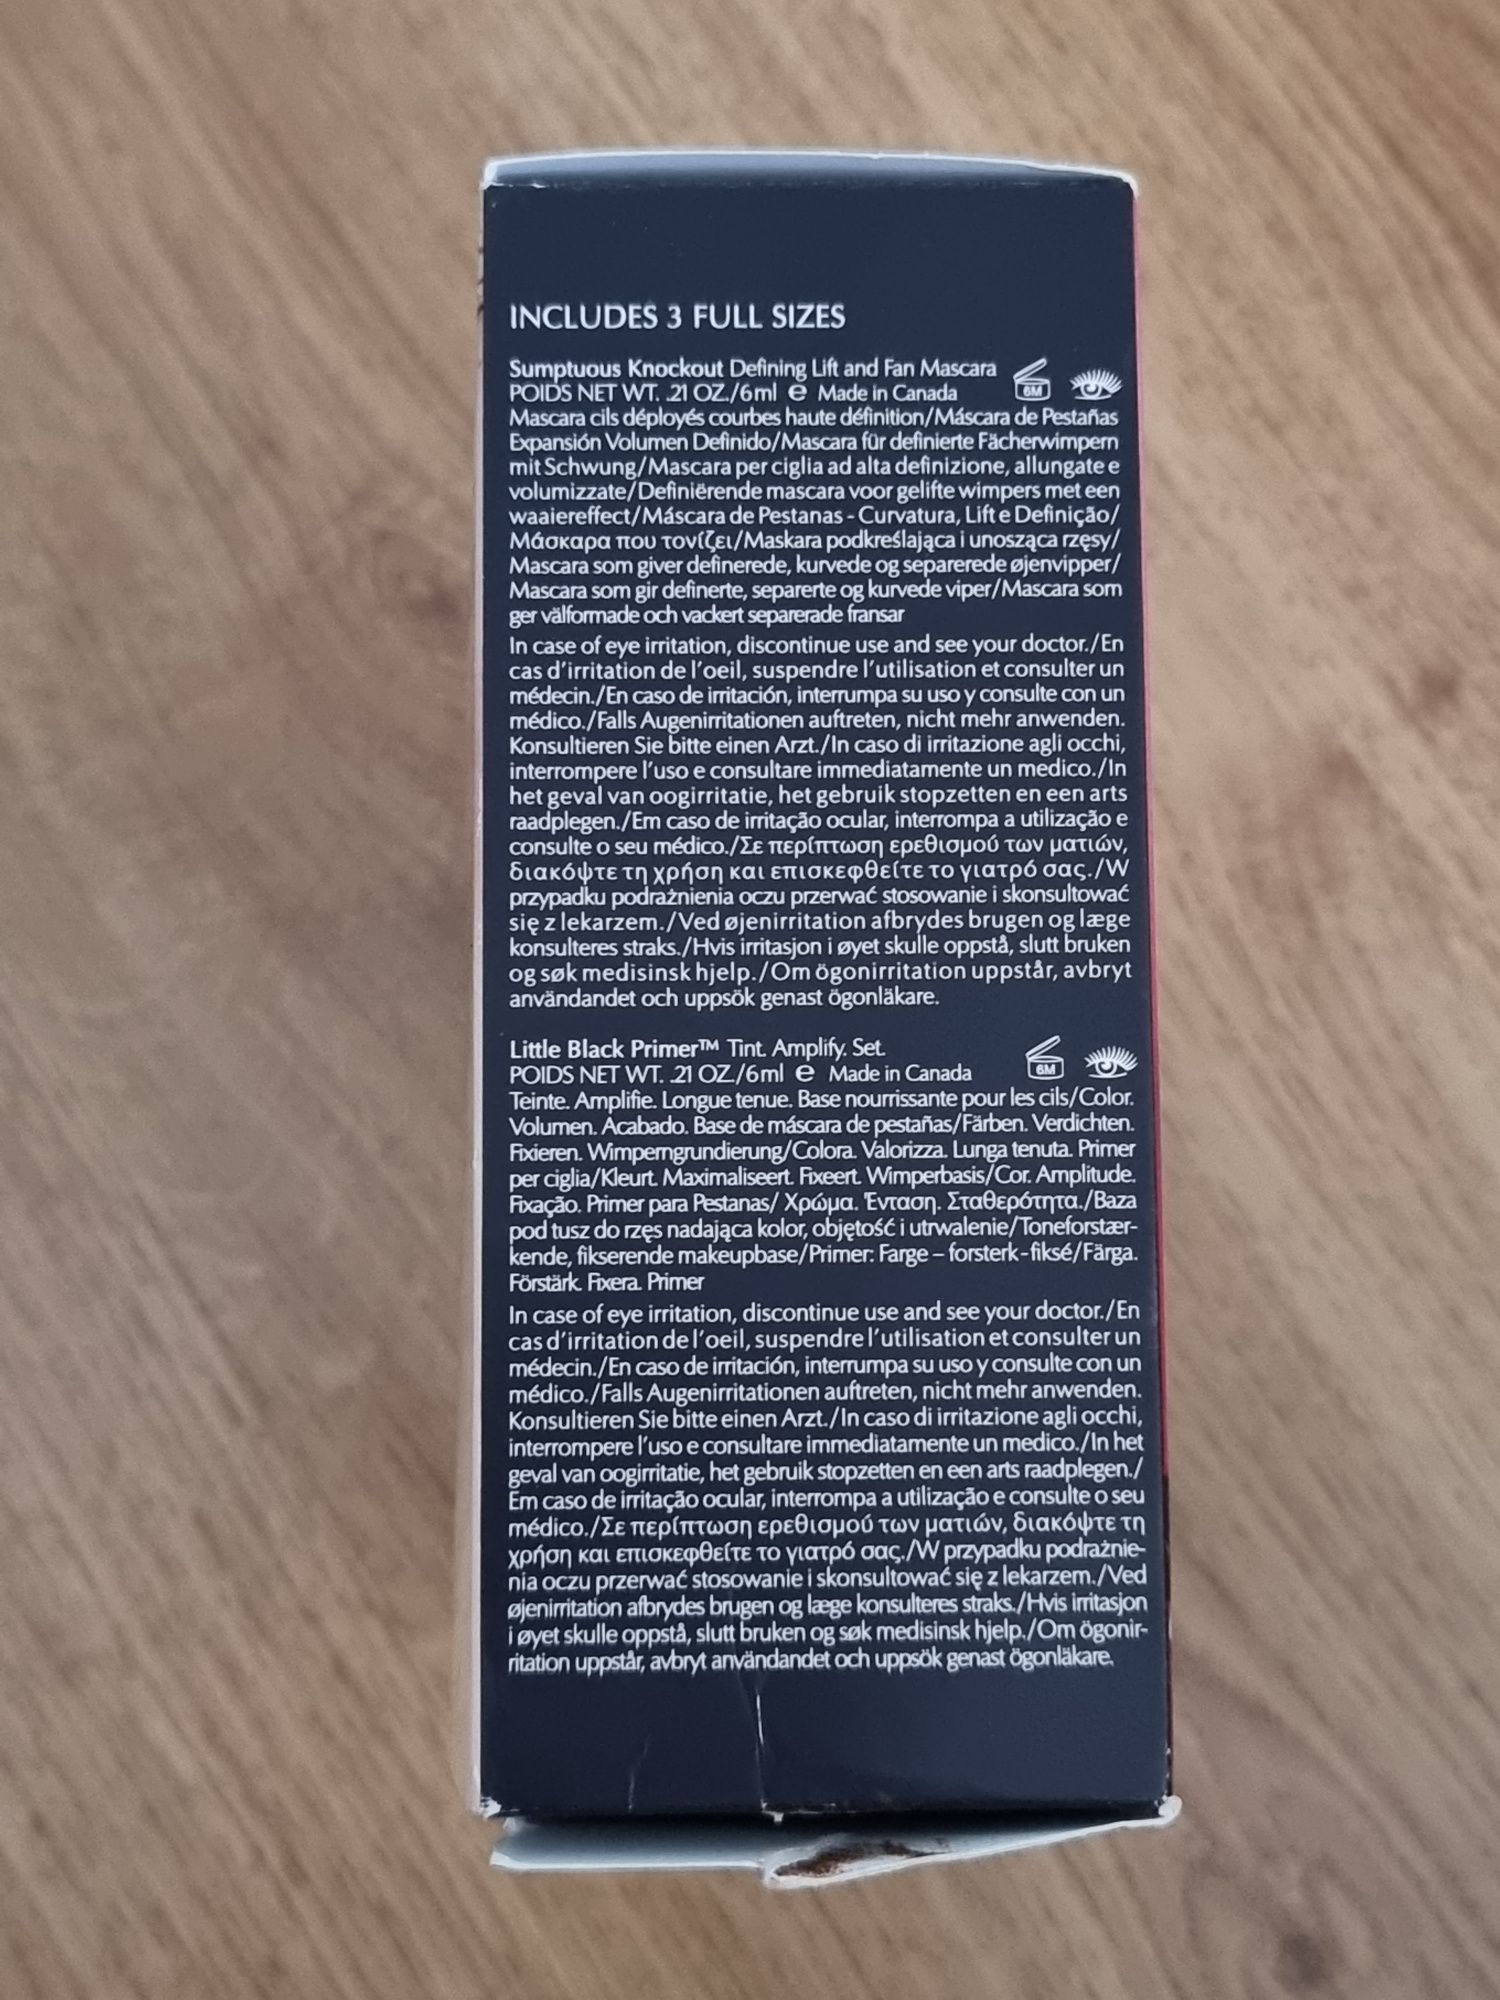 INCLUDES 3 FULL SIZES
Sumptuous Knockout Defining Lift and Fan Mascara
POIDS NET WT. .21 OZ./6ml ℮ Made in Canada
6M
Mascara cils déployés courbes haute définition/Máscara de Pestañas
Expansión Volumen Definido/Mascara für definierte Fächerwimpern
mit Schwung/Mascara per ciglia ad alta definizione, allungate e
volumizzate/Definiërende mascara voor gelifte wimpers met een
waaiereffect/Máscara de Pestanas - Curvatura, Lift e Definição/
Μάσκαρα που τονίζει/Maskara podkreślająca i unosząca rzęsy/
Mascara som giver definerede, kurvede og separerede øjenvipper/
Mascara som gir definerte, separerte og kurvede viper/Mascara som
ger välformade och vackert separerade fransar
In case of eye irritation, discontinue use and see your doctor./En
cas d'irritation de l'oeil, suspendre l'utilisation et consulter un
médecin./En caso de irritación, interrumpa su uso y consulte con un
médico./Falls Augenirritationen auftreten, nicht mehr anwenden.
Konsultieren Sie bitte einen Arzt./In caso di irritazione agli occhi,
interrompere l'uso e consultare immediatamente un medico./In
het geval van oogirritatie, het gebruik stopzetten en een arts
raadplegen./Em caso de irritação ocular, interrompa a utilização e
consulte o seu médico./Σε περίπτωση ερεθισμού των ματιών,
διακόψτε τη χρήση και επισκεφθείτε το γιατρό σας./W
przypadku podrażnienia oczu przerwać stosowanie i skonsultować
się z lekarzem./Ved øjenirritation afbrydes brugen og læge
konsulteres straks./Hvis irritasjon i øyet skulle oppstå, slutt bruken
og søk medisinsk hjelp./Om ögonirritation uppstår, avbryt
användandet och uppsök genast ögonläkare.
Little Black Primer™ Tint. Amplify. Set.
POIDS NET WT. .21 OZ./6ml ℮ Made in Canada
6M
Teinte. Amplifie. Longue tenue. Base nourrissante pour les cils/Color.
Volumen. Acabado. Base de máscara de pestañas/Färben. Verdichten.
Fixieren. Wimperngrundierung/Colora. Valorizza. Lunga tenuta. Primer
per ciglia/Kleurt. Maximaliseert. Fixeert. Wimperbasis/Cor. Amplitude.
Fixação. Primer para Pestanas/ Χρώμα. Ένταση. Σταθερότητα./Baza
pod tusz do rzęs nadająca kolor, objętość i utrwalenie/Toneforstær-
kende, fikserende makeupbase/Primer: Farge – forsterk - fiksé/Färga.
Förstärk. Fixera. Primer
In case of eye irritation, discontinue use and see your doctor./En
cas d'irritation de l'oeil, suspendre l'utilisation et consulter un
médecin./En caso de irritación, interrumpa su uso y consulte con un
médico./Falls Augenirritationen auftreten, nicht mehr anwenden.
Konsultieren Sie bitte einen Arzt./In caso di irritazione agli occhi,
interrompere l'uso e consultare immediatamente un medico./In het
geval van oogirritatie, het gebruik stopzetten en een arts raadplegen./
Em caso de irritação ocular, interrompa a utilização e consulte o seu
médico./Σε περίπτωση ερεθισμού των ματιών, διακόψτε τη
χρήση και επισκεφθείτε το γιατρό σας./W przypadku podrażnie-
nia oczu przerwać stosowanie i skonsultować się z lekarzem./Ved
øjenirritation afbrydes brugen og læge konsulteres straks./Hvis irritasjon
i øyet skulle oppstå, slutt bruken og søk medisinsk hjelp./Om ögonir-
ritation uppstår, avbryt användandet och uppsök genast ögonläkare.